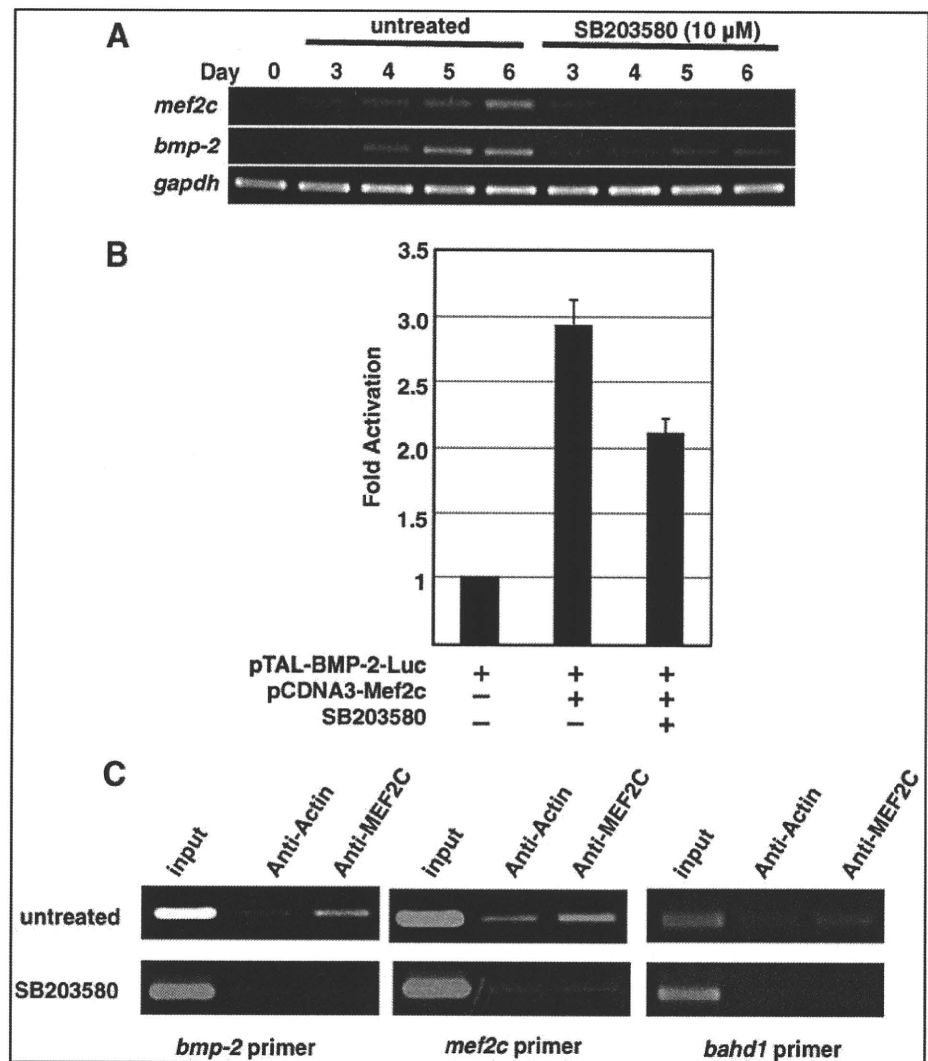 A
untreated SB203580 (10 µM)
Day 0 3 4 5 6 3 4 5 6
mef2c
bmp-2
gapdh
B
3.5
3.0
2.5
2.0
1.5
1
Fold Activation
pTAL-BMP-2-Luc + + +
pCDNA3-Mef2c – + +
SB203580 – – +
C
input Anti-Actin Anti-MEF2C input Anti-Actin Anti-MEF2C input Anti-Actin Anti-MEF2C
untreated
SB203580
bmp-2 primer mef2c primer bahd1 primer